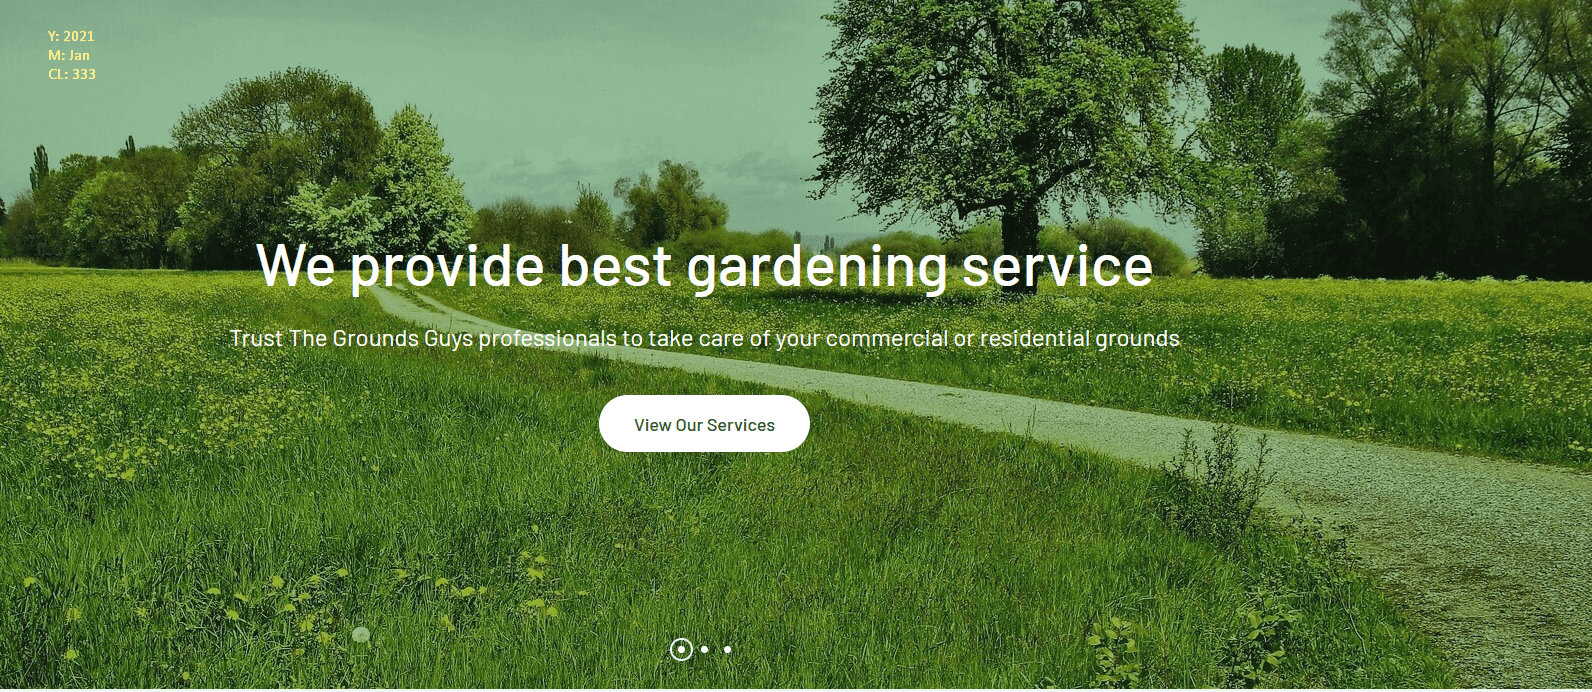 Y: 2021
M: Jan
CL: 333
We provide best gardening service
Trust The Grounds Guys professionals to take care of your commercial or residential grounds
View Our Services